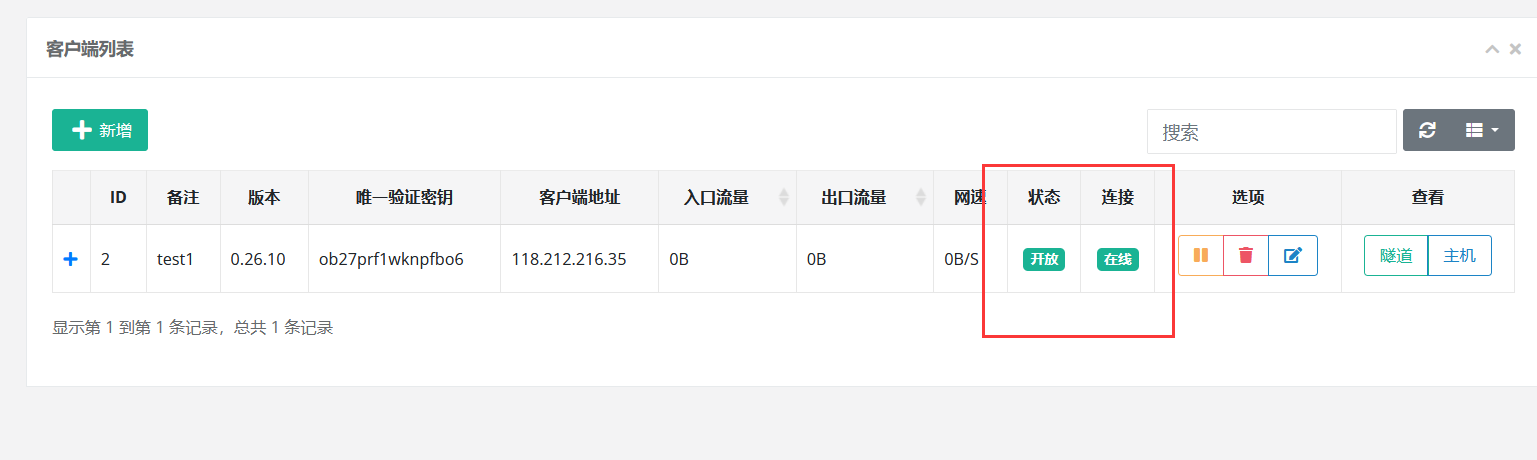 客户端列表
新增
搜索
ID 备注 版本 唯一验证密钥 客户端地址 入口流量 出口流量 网速 状态 连接 选项 查看
2 test1 0.26.10 ob27prf1wknpfbo6 118.212.216.35 0B 0B 0B/S 开放 在线 隧道 主机
显示第 1 到第 1 条记录，总共 1 条记录